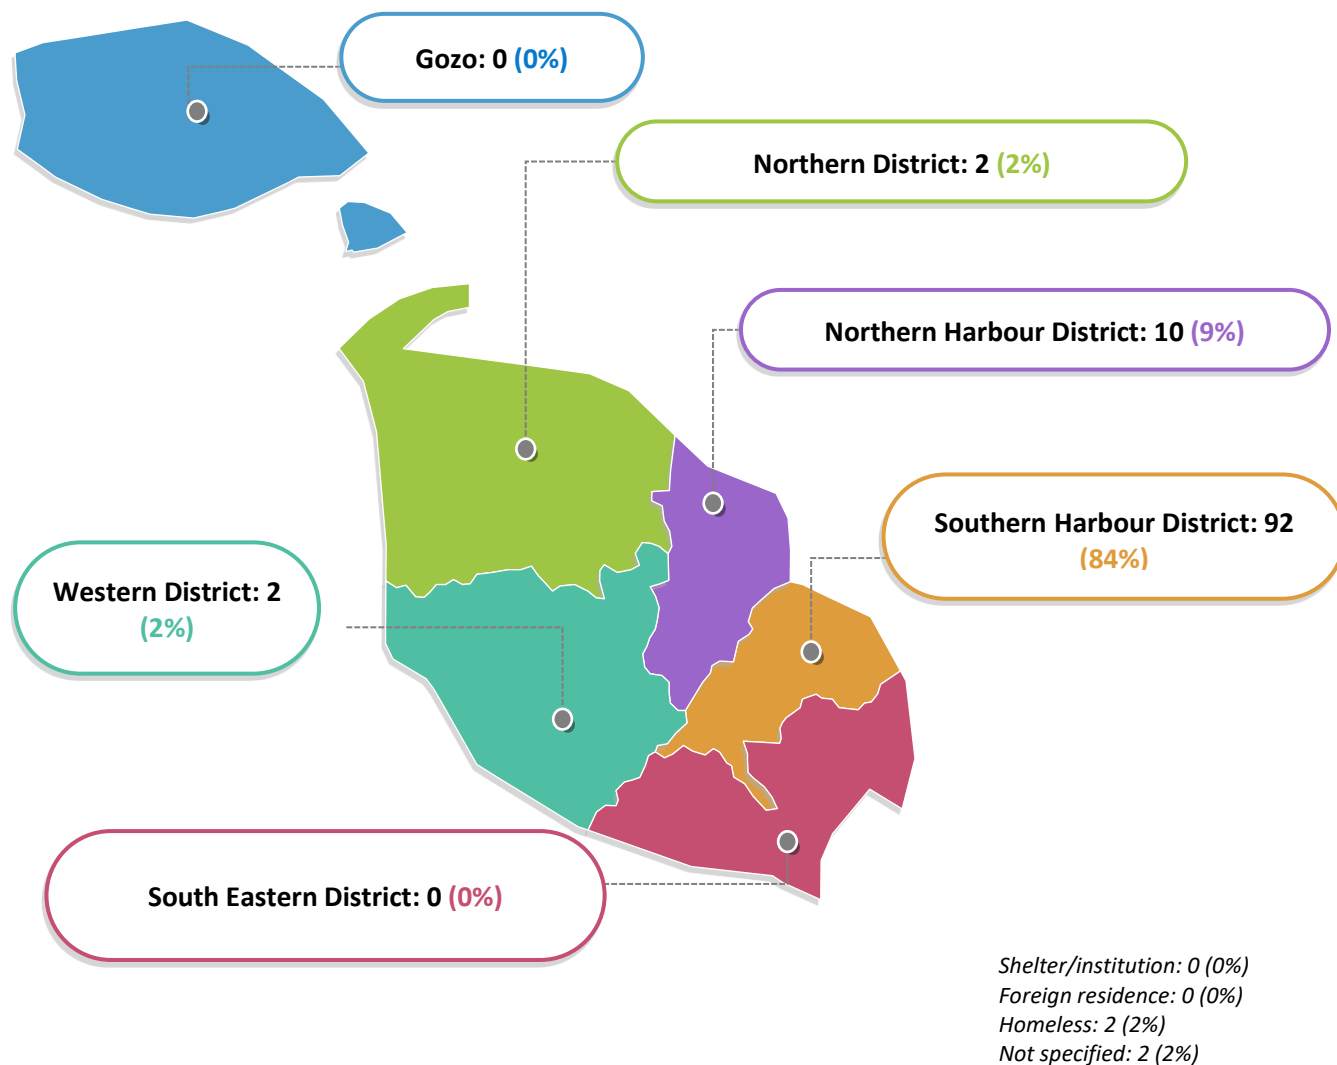 Gozo: 0 (0%)
Northern District: 2 (2%)
Northern Harbour District: 10 (9%)
Southern Harbour District: 92
(84%)
Western District: 2
(2%)
South Eastern District: 0 (0%)
Shelter/institution: 0 (0%)
Foreign residence: 0 (0%)
Homeless: 2 (2%)
Not specified: 2 (2%)